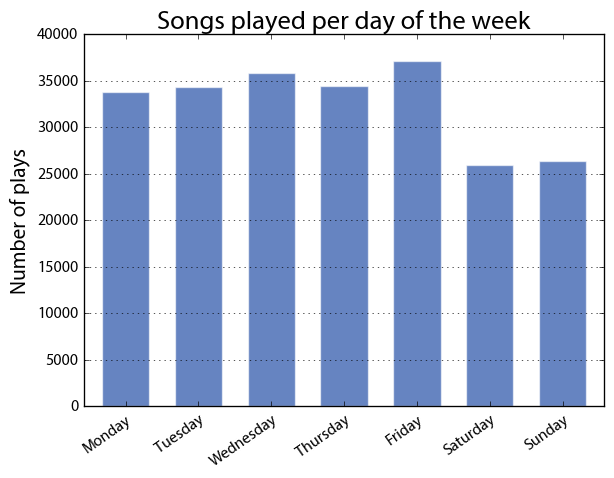 Songs played per day of the week
Number of plays
40000
35000
30000
25000
20000
15000
10000
5000
0
Monday
Tuesday
Wednesday
Thursday
Friday
Saturday
Sunday